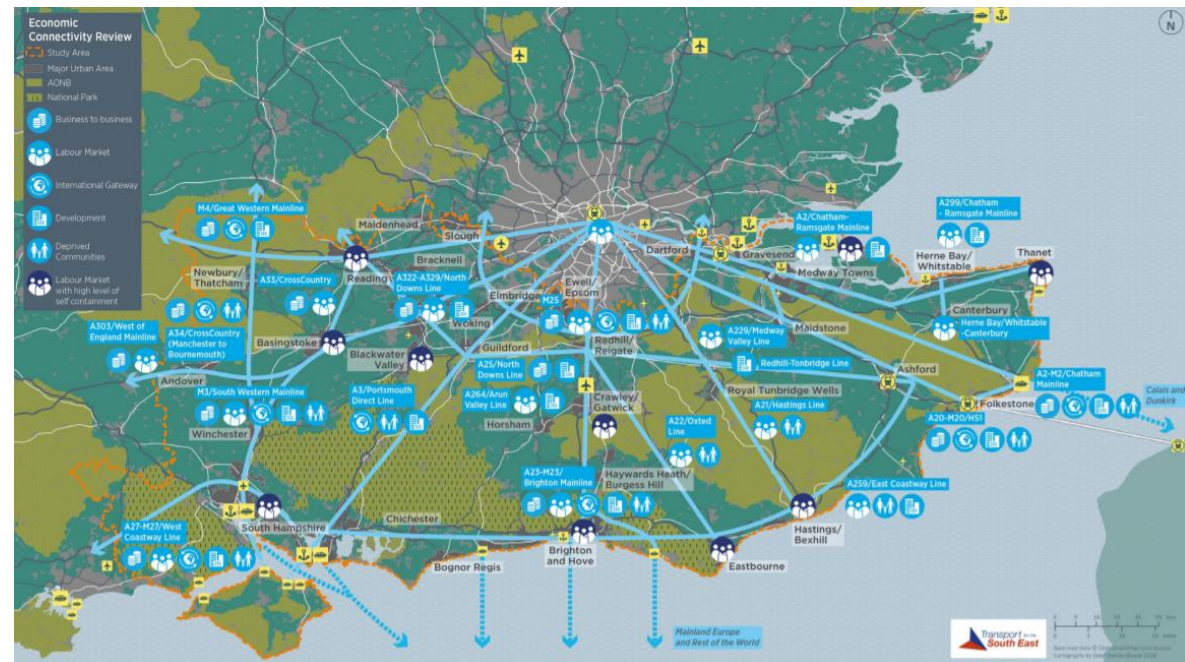 Economic
Connectivity Review
Study Area
Major Urban Area
AONB
National Park
Business to business
Labour Market
International Gateway
Development
Deprived
Communities
Labour Market
with high level of
self containment
N
M4/Great Western Mainline
Maidenhead
Slough
Bracknell
Reading
Newbury/
Thatcham
A33/CrossCountry
A322-A329/North
Downs Line
Elmbridge
Ewell/
Epsom
M25
Woking
Dartford
Gravesend
A2/Chatham-
Ramsgate Mainline
Medway Towns
A299/Chatham
- Ramsgate Mainline
Herne Bay/
Whitstable
Thanet
Canterbury
Herne Bay/Whitstable
-Canterbury
A303/West of
England Mainline
A34/CrossCountry
(Manchester to
Bournemouth)
Basingstoke
Blackwater
Valley
Guildford
Redhill/
Reigate
A229/Medway
Valley Line
Maidstone
Redhill-Tonbridge Line
Ashford
Andover
M3/South Western Mainline
A3/Portsmouth
Direct Line
A25/North
Downs Line
A264/Arun
Valley Line
Crawley/
Gatwick
Royal Tunbridge Wells
A21/Hastings Line
A2-M2/Chatham
Mainline
Folkestone
Calais and
Dunkirk
A20-M20/HS1
Winchester
Horsham
A22/Oxted
Line
A23-M23/
Brighton Mainline
Haywards Heath/
Burgess Hill
A259/East Coastway Line
Hastings/
Bexhill
A27-M27/West
Coastway Line
South Hampshire
Chichester
Bognor Regis
Brighton
and Hove
Eastbourne
Mainland Europe
and Rest of the World
Transport for the
South East